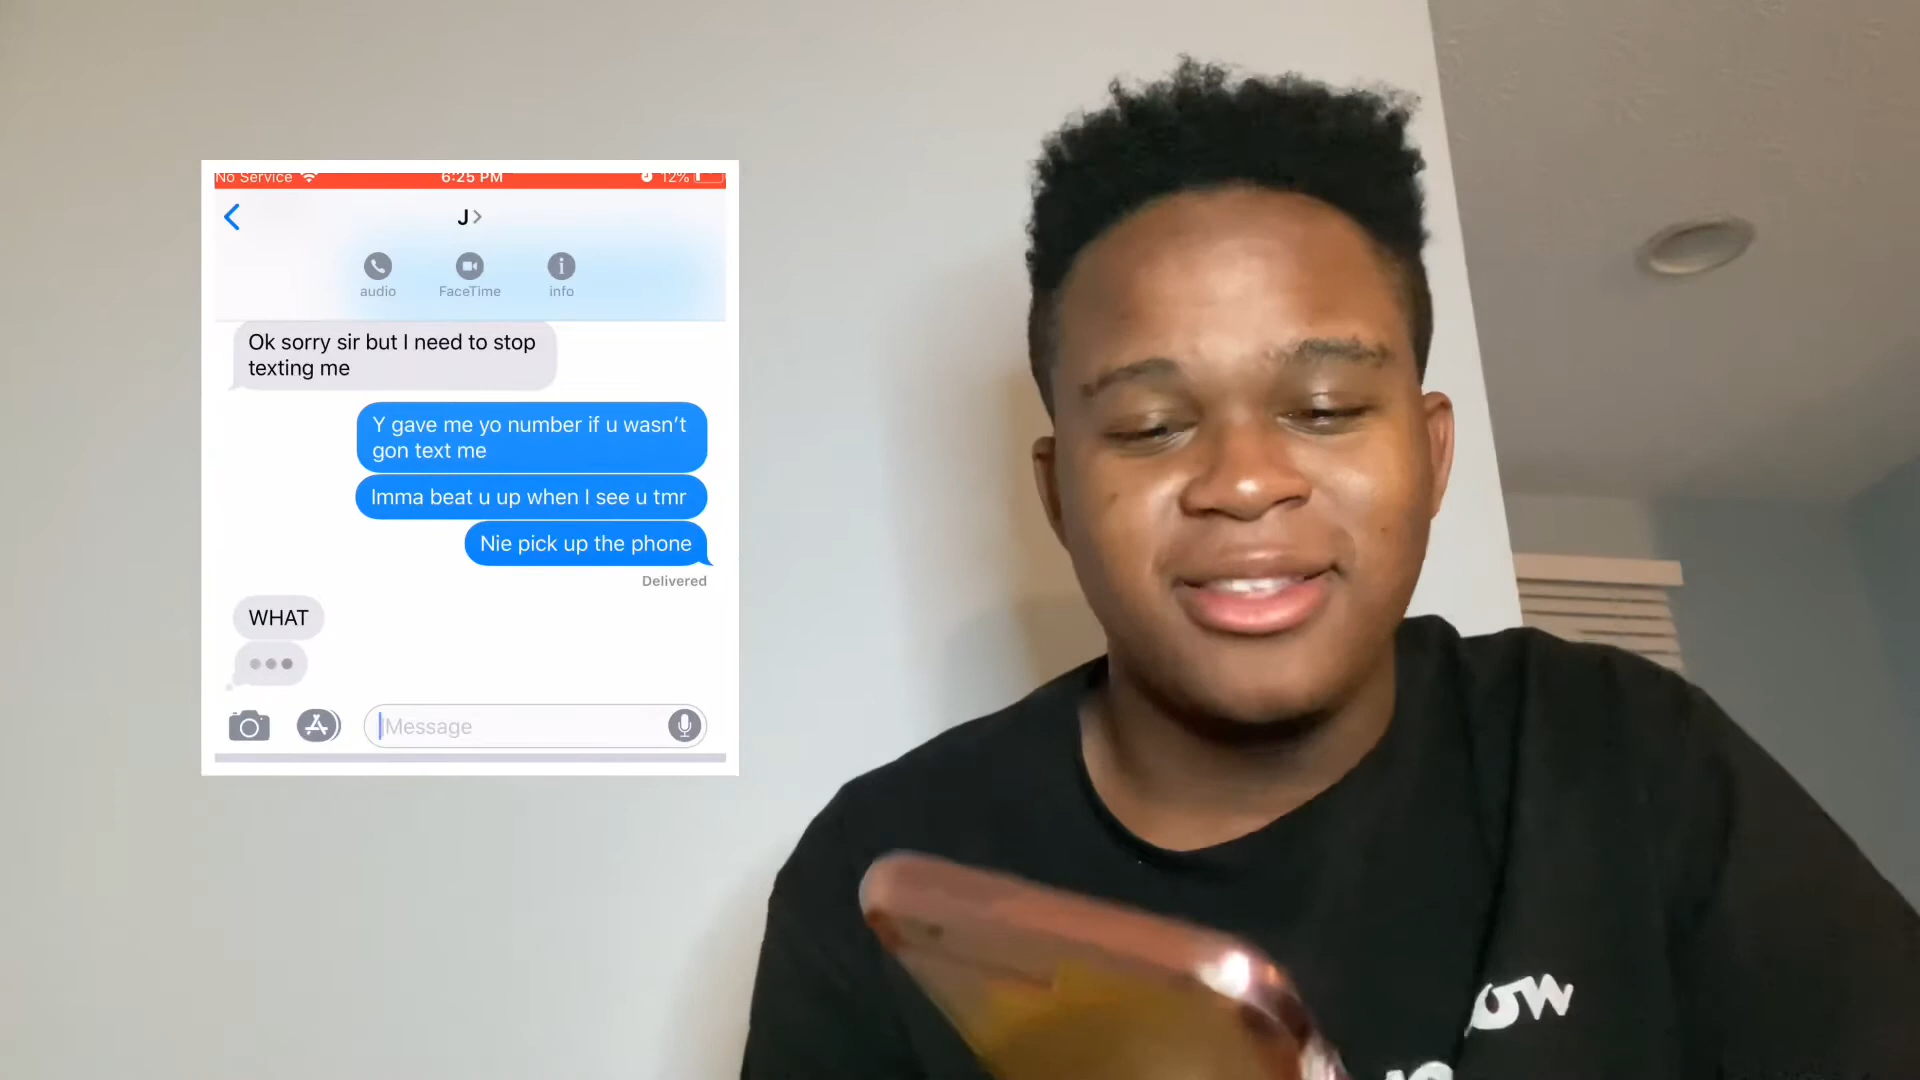 No Service 6:25 PM 12%
J
audio FaceTime info
Ok sorry sir but I need to stop
texting me
Y gave me yo number if u wasn't
gon text me
Imma beat u up when I see u tmr
Nie pick up the phone
Delivered
WHAT
Message